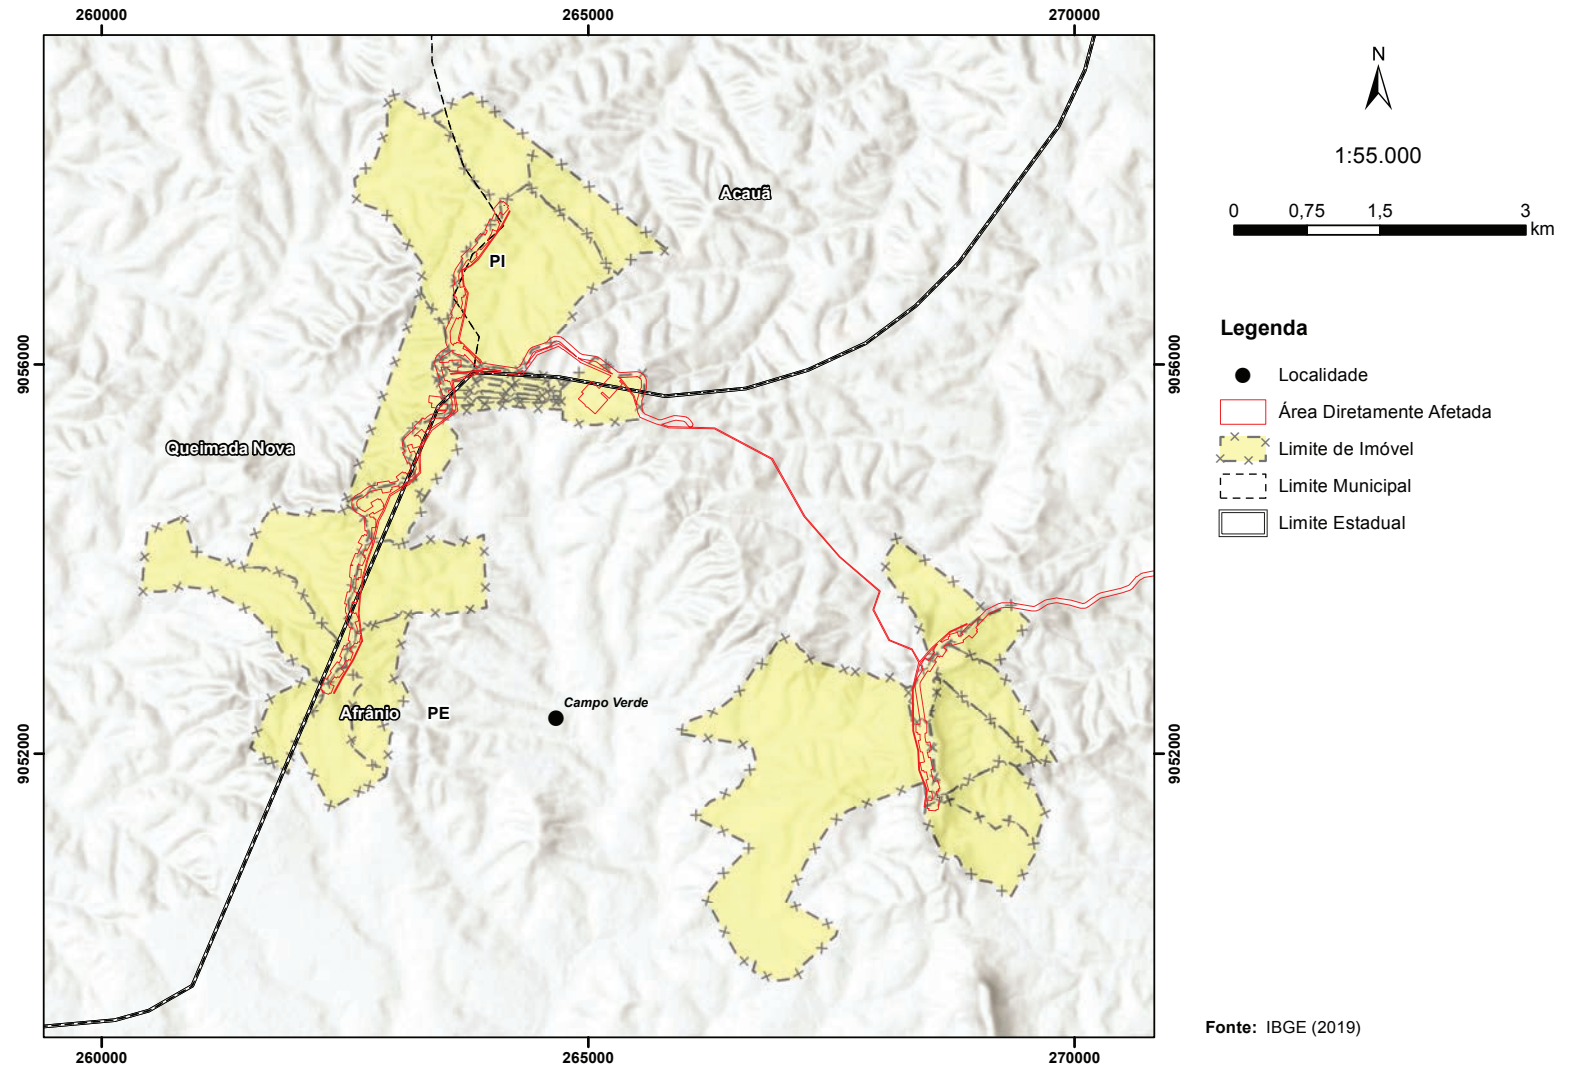 260000
265000
270000
N
1:55.000
0
0,75
1,5
3
km
Acauã
PI
9056000
9056000
Legenda
Localidade
Área Diretamente Afetada
Limite de Imóvel
Limite Municipal
Limite Estadual
Queimada Nova
Campo Verde
Afrânio
PE
9052000
9052000
Fonte: IBGE (2019)
260000
265000
270000